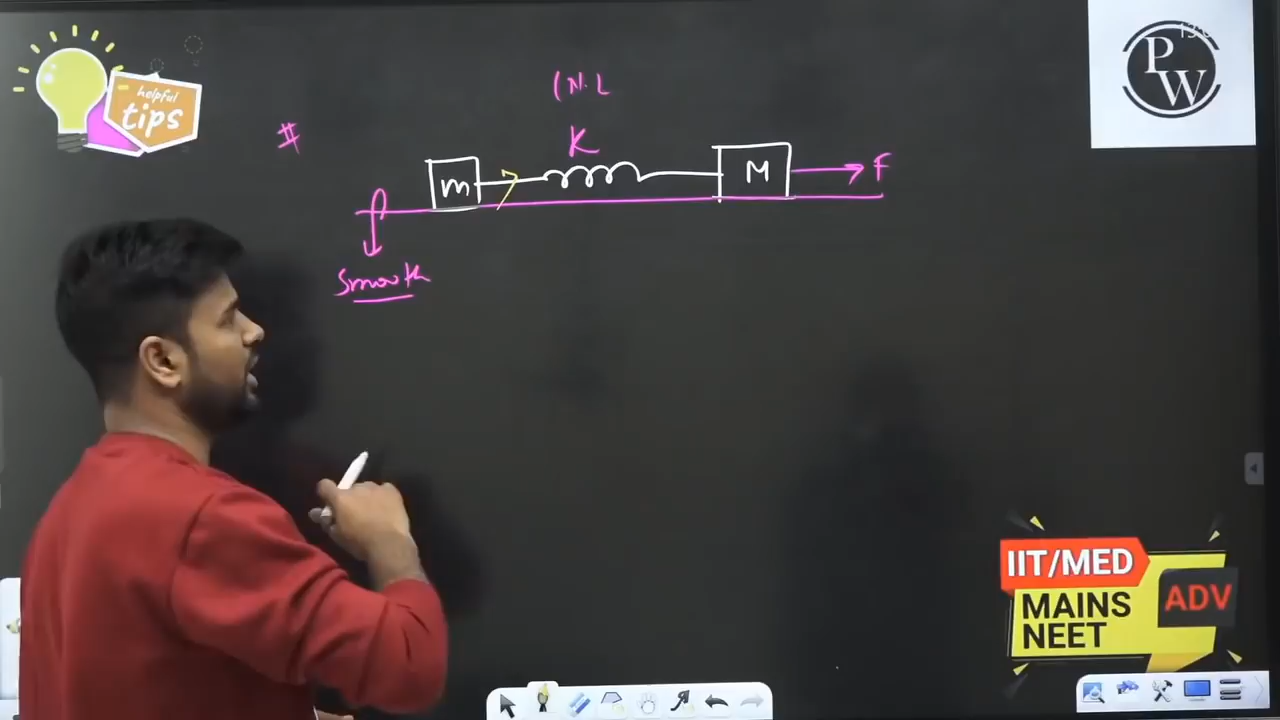 helpful
tips
#
(N.L
K
m
M
F
Smooth
PW
IIT/MED
MAINS
NEET
ADV